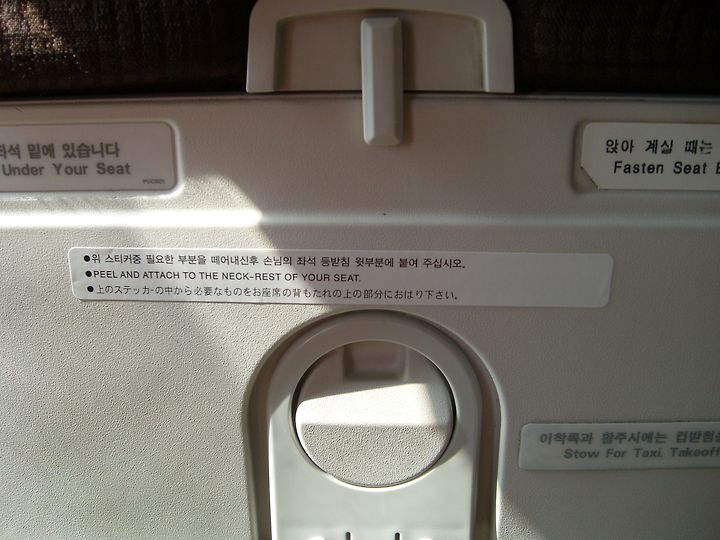 좌석 밑에 있습니다
Under Your Seat
앉아 계실 때는
Fasten Seat
●위 스티커중 필요한 부분을 떼어내신후 손님의 좌석 등받침 윗부분에 붙여 주십시오.
●PEEL AND ATTACH TO THE NECK-REST OF YOUR SEAT.
●上のステッカ-の中から必要なものをお座席の背もたれの上の部分におはり下さい。
이착륙과 활주시에는 컵받침
Stow For Taxi, Takeoff